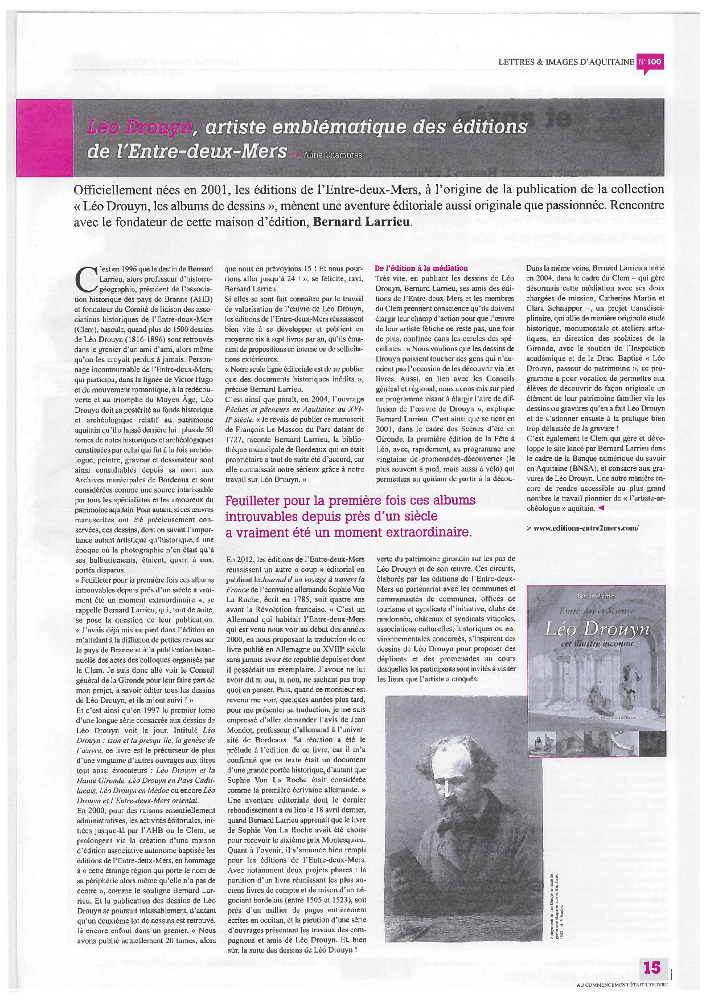 LETTRES & IMAGES D'AQUITAINE N°100
Léo Drouyn, artiste emblématique des éditions
de l'Entre-deux-Mers Par Aline Chambras
Officiellement nées en 2001, les éditions de l'Entre-deux-Mers, à l'origine de la publication de la collection
« Léo Drouyn, les albums de dessins », mènent une aventure éditoriale aussi originale que passionnée. Rencontre
avec le fondateur de cette maison d'édition, Bernard Larrieu.
C'est en 1996 que le destin de Bernard
Larrieu, alors professeur d'histoire-
géographie, président de l'associa-
tion historique des pays de Branne (AHB)
et fondateur du Comité de liaison des asso-
ciations historiques de l'Entre-deux-Mers
(Clem), bascule, quand plus de 1500 dessins
de Léo Drouyn (1816-1896) sont retrouvés
dans le grenier d'un ami d'ami, alors même
qu'on les croyait perdus à jamais. Person-
nage incontournable de l'Entre-deux-Mers,
qui participa, dans la lignée de Victor Hugo
et du mouvement romantique, à la redécou-
verte et au triomphe du Moyen Âge, Léo
Drouyn doit sa postérité au fonds historique
et archéologique relatif au patrimoine
aquitain qu'il a laissé derrière lui : plus de 50
tomes de notes historiques et archéologiques
constituées par celui qui fut à la fois archéo-
logue, peintre, graveur et dessinateur sont
ainsi consultables depuis sa mort aux
Archives municipales de Bordeaux et sont
considérées comme une source intarissable
par tous les spécialistes et les amoureux du
patrimoine aquitain. Pour autant, si ces œuvres
manuscrites ont été précieusement con-
servées, ces dessins, dont on savait l'impor-
tance autant artistique qu'historique, à une
époque où la photographie n'en était qu'à
ses balbutiements, étaient, quant à eux,
portés disparus.
« Feuilleter pour la première fois ces albums
introuvables depuis près d'un siècle a vrai-
ment été un moment extraordinaire », se
rappelle Bernard Larrieu, qui, tout de suite,
se pose la question de leur publication.
« J'avais déjà mis un pied dans l'édition en
m'attelant à la diffusion de petites revues sur
le pays de Branne et à la publication bisan-
nuelle des actes des colloques organisés par
le Clem. Je suis donc allé voir le Conseil
général de la Gironde pour leur faire part de
mon projet, à savoir éditer tous les dessins
de Léo Drouyn, et ils m'ont suivi ! »
Et c'est ainsi qu'en 1997 le premier tome
d'une longue série consacrée aux dessins de
Léo Drouyn voit le jour. Intitulé Léo
Drouyn : Izon et la presqu'île, la genèse de
l'œuvre, ce livre est le précurseur de plus
d'une vingtaine d'autres ouvrages aux titres
tout aussi évocateurs : Léo Drouyn et la
Haute Gironde, Léo Drouyn en Pays Cadil-
lacais, Léo Drouyn en Médoc ou encore Léo
Drouyn et l'Entre-deux-Mers oriental.
En 2000, pour des raisons essentiellement
administratives, les activités éditoriales, ini-
tiées jusque-là par l'AHB ou le Clem, se
prolongent via la création d'une maison
d'édition associative autonome baptisée les
éditions de l'Entre-deux-Mers, en hommage
à « cette étrange région qui porte le nom de
sa périphérie alors même qu'elle n'a pas de
centre », comme le souligne Bernard Lar-
rieu. Et la publication des dessins de Léo
Drouyn se poursuit inlassablement, d'autant
qu'un deuxième lot de dessins est retrouvé,
là encore enfoui dans un grenier. « Nous
avons publié actuellement 20 tomes, alors
que nous en prévoyions 15 ! Et nous pour-
rions aller jusqu'à 24 ! », se félicite, ravi,
Bernard Larrieu.
Si elles se sont fait connaître par le travail
de valorisation de l'œuvre de Léo Drouyn,
les éditions de l'Entre-deux-Mers réussissent
bien vite à se développer et publient en
moyenne six à sept livres par an, qu'ils éma-
nent de propositions en interne ou de sollicita-
tions extérieures.
« Notre seule ligne éditoriale est de ne publier
que des documents historiques inédits »,
précise Bernard Larrieu.
C'est ainsi que paraît, en 2004, l'ouvrage
Pêches et pêcheurs en Aquitaine au XVI-
IIe siècle. « Je rêvais de publier ce manuscrit
de François Le Masson du Parc datant de
1727, raconte Bernard Larrieu, la biblio-
thèque municipale de Bordeaux qui en était
propriétaire a tout de suite été d'accord, car
elle connaissait notre sérieux grâce à notre
travail sur Léo Drouyn. »
Feuilleter pour la première fois ces albums
introuvables depuis près d'un siècle
a vraiment été un moment extraordinaire.
En 2012, les éditions de l'Entre-deux-Mers
réussissent un autre « coup » éditorial en
publiant le Journal d'un voyage à travers la
France de l'écrivaine allemande Sophie Von
La Roche, écrit en 1785, soit quatre ans
avant la Révolution française. « C'est un
Allemand qui habitait l'Entre-deux-Mers
qui est venu nous voir au début des années
2000, en nous proposant la traduction de ce
livre publié en Allemagne au XVIIIe siècle
sans jamais avoir été republié depuis et dont
il possédait un exemplaire. J'avoue ne lui
avoir dit ni oui, ni non, ne sachant pas trop
quoi en penser. Puis, quand ce monsieur est
revenu me voir, quelques années plus tard,
pour me présenter sa traduction, je me suis
empressé d'aller demander l'avis de Jean
Mondot, professeur d'allemand à l'univer-
sité de Bordeaux. Sa réaction a été le
prélude à l'édition de ce livre, car il m'a
confirmé que ce texte était un document
d'une grande portée historique, d'autant que
Sophie Von La Roche était considérée
comme la première écrivaine allemande. »
Une aventure éditoriale dont le dernier
rebondissement a eu lieu le 18 avril dernier,
quand Bernard Larrieu apprenait que le livre
de Sophie Von La Roche avait été choisi
pour recevoir le sixième prix Montesquieu.
Quant à l'avenir, il s'annonce bien rempli
pour les éditions de l'Entre-deux-Mers.
Avec notamment deux projets phares : la
parution d'un livre réunissant les plus an-
ciens livres de compte et de raison d'un né-
gociant bordelais (entre 1505 et 1523), soit
près d'un millier de pages entièrement
écrites en occitan, et la parution d'une série
d'ouvrages présentant les travaux des com-
pagnons et amis de Léo Drouyn. Et, bien
sûr, la suite des dessins de Léo Drouyn !
De l'édition à la médiation
Très vite, en publiant les dessins de Léo
Drouyn, Bernard Larrieu, ses amis des édi-
tions de l'Entre-deux-Mers et les membres
du Clem prennent conscience qu'ils doivent
élargir leur champ d'action pour que l'œuvre
de leur artiste fétiche ne reste pas, une fois
de plus, confinée dans les cercles des spé-
cialistes : « Nous voulions que les dessins de
Drouyn puissent toucher des gens qui n'au-
raient pas l'occasion de les découvrir via les
livres. Aussi, en lien avec les Conseils
général et régional, nous avons mis sur pied
un programme visant à élargir l'aire de dif-
fusion de l'œuvre de Drouyn », explique
Bernard Larrieu. C'est ainsi que se tient en
2001, dans le cadre des Scènes d'été en
Gironde, la première édition de la Fête à
Léo, avec, rapidement, au programme une
vingtaine de promenades-découvertes (le
plus souvent à pied, mais aussi à vélo) qui
permettent au quidam de partir à la décou-
verte du patrimoine girondin sur les pas de
Léo Drouyn et de son œuvre. Ces circuits,
élaborés par les éditions de l'Entre-deux-
Mers en partenariat avec les communes et
communautés de communes, offices de
tourisme et syndicats d'initiative, clubs de
randonnée, châteaux et syndicats viticoles,
associations culturelles, historiques ou en-
vironnementales concernés, s'inspirent des
dessins de Léo Drouyn pour proposer des
dépliants et des promenades au cours
desquelles les participants sont invités à visiter
les lieux que l'artiste a croqués.
Dans la même veine, Bernard Larrieu a initié
en 2004, dans le cadre du Clem – qui gère
désormais cette médiation avec ses deux
chargées de mission, Catherine Martin et
Clara Schnapper –, un projet transdisci-
plinaire, qui allie de manière originale étude
historique, monumentale et ateliers artis-
tiques, en direction des scolaires de la
Gironde, avec le soutien de l'Inspection
académique et de la Drac. Baptisé « Léo
Drouyn, passeur de patrimoine », ce pro-
gramme a pour vocation de permettre aux
élèves de découvrir de façon originale un
élément de leur patrimoine familier via les
dessins ou gravures qu'en a fait Léo Drouyn
et de s'adonner ensuite à la pratique bien
trop délaissée de la gravure !
C'est également le Clem qui gère et déve-
loppe le site lancé par Bernard Larrieu dans
le cadre de la Banque numérique du savoir
en Aquitaine (BNSA), et consacré aux gra-
vures de Léo Drouyn. Une autre manière en-
core de rendre accessible au plus grand
nombre le travail pionnier de « l'artiste-ar-
chéologue » aquitain.
> www.editions-entre2mers.com/
Bernard Larrieu
Entre Art et Science
Léo Drouyn
cet illustre inconnu
Autoportrait de Léo Drouyn en train de
graver une plaque en cuivre. Eau-forte,
1862 - cl. P. Bardou.
15
AU COMMENCEMENT ÉTAIT L'ŒUVRE